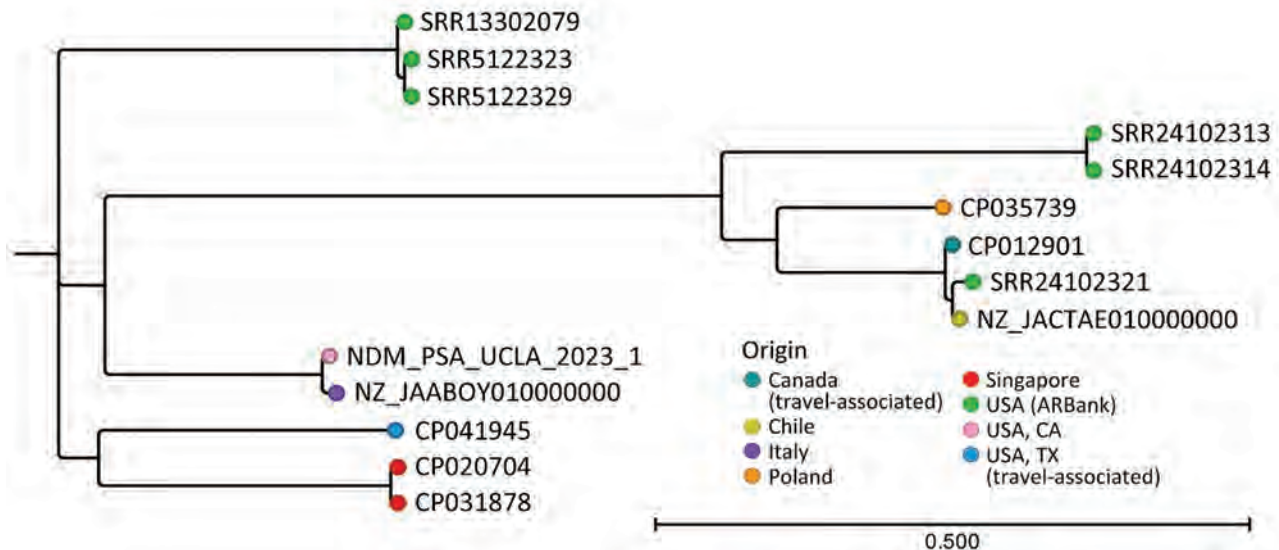 SRR13302079
SRR5122323
SRR5122329
SRR24102313
SRR24102314
CP035739
CP012901
SRR24102321
NZ_JACTAE010000000
NDM_PSA_UCLA_2023_1
NZ_JAABOY010000000
CP041945
CP020704
CP031878
Origin
Canada
(travel-associated)
Chile
Italy
Poland
Singapore
USA (ARBank)
USA, CA
USA, TX
(travel-associated)
0.500